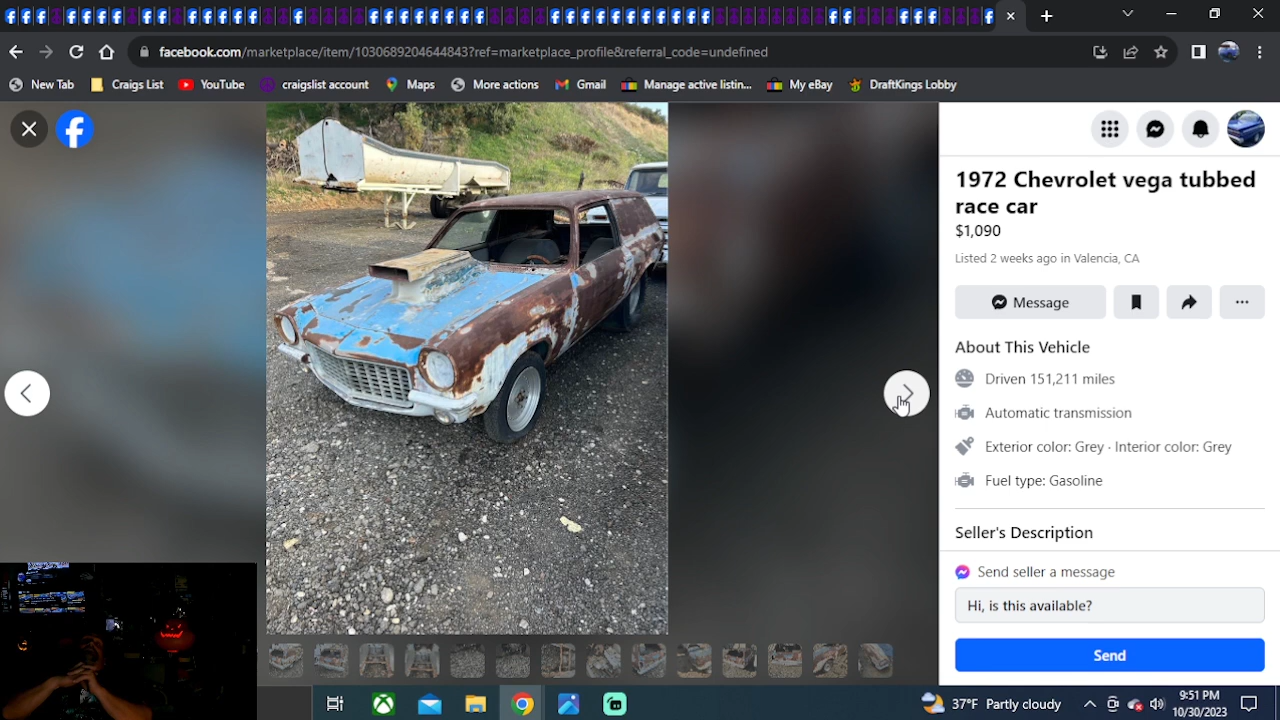 facebook.com/marketplace/item/1030689204644843?ref=marketplace_profile&referral_code=undefined
New Tab Craigs List YouTube craigslist account Maps More actions Gmail Manage active listin... My eBay DraftKings Lobby
1972 Chevrolet vega tubbed
race car
$1,090
Listed 2 weeks ago in Valencia, CA
Message
About This Vehicle
Driven 151,211 miles
Automatic transmission
Exterior color: Grey · Interior color: Grey
Fuel type: Gasoline
Seller's Description
Send seller a message
Hi, is this available?
Send
37°F Partly cloudy
9:51 PM
10/30/2023